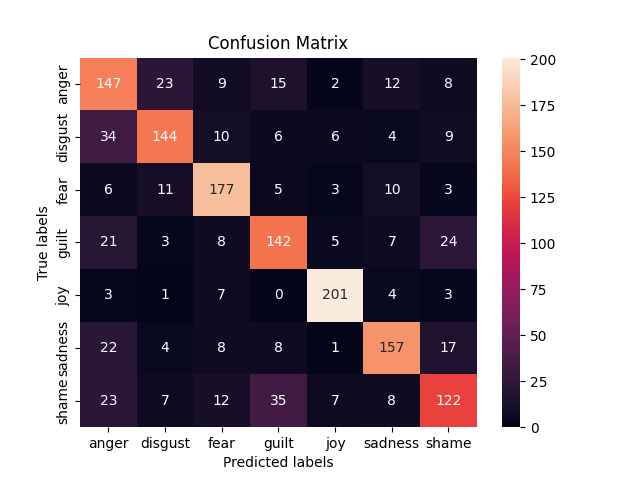 Confusion Matrix
True labels
anger 147 23 9 15 2 12 8
disgust 34 144 10 6 6 4 9
fear 6 11 177 5 3 10 3
guilt 21 3 8 142 5 7 24
joy 3 1 7 0 201 4 3
sadness 22 4 8 8 1 157 17
shame 23 7 12 35 7 8 122
anger disgust fear guilt joy sadness shame
Predicted labels
200
175
150
125
100
75
50
25
0